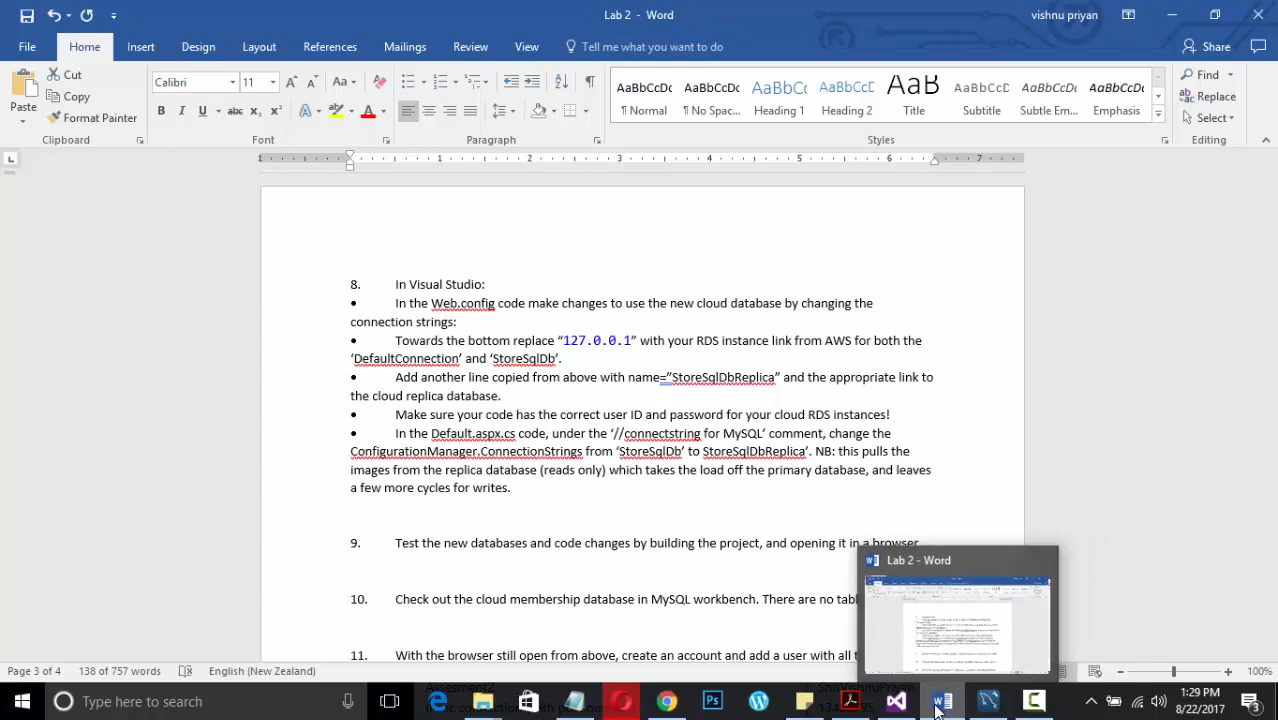 Lab 2 - Word
vishnu priyan
File
Home
Insert
Design
Layout
References
Mailings
Review
View
Tell me what you want to do
Share
Paste
Cut
Copy
Format Painter
Calibri
11
Clipboard
Font
Paragraph
AaBbCcDc
AaBbCcDc
AaBbC
AaBbCcE
AaB
AaBbCcD
AaBbCcDt
AaBbCcDt
¶ Normal
¶ No Spac...
Heading 1
Heading 2
Title
Subtitle
Subtle Em...
Emphasis
Styles
Find
Replace
Select
Editing
8. In Visual Studio:
• In the Web.config code make changes to use the new cloud database by changing the
connection strings:
• Towards the bottom replace “127.0.0.1” with your RDS instance link from AWS for both the
‘DefaultConnection’ and ‘StoreSqlDb’.
• Add another line copied from above with name=”StoreSqlDbReplica” and the appropriate link to
the cloud replica database.
• Make sure your code has the correct user ID and password for your cloud RDS instances!
• In the Default.aspx.cs code, under the ‘//connectstring for MySQL’ comment, change the
ConfigurationManager.ConnectionStrings from ‘StoreSqlDb’ to StoreSqlDbReplica’. NB: this pulls the
images from the replica database (reads only) which takes the load off the primary database, and leaves
a few more cycles for writes.
9. Test the new databases and code changes by building the project, and opening it in a browser
Lab 2 - Word
10. Check out the cloud membership database in MySQL workbench. There are no tabl
11. With the browser still open from above, create
and add a user with all t
Page 3 of 4
138 of 757 words
English (New Zealand)
100%
Type here to search
1:29 PM
8/22/2017
3